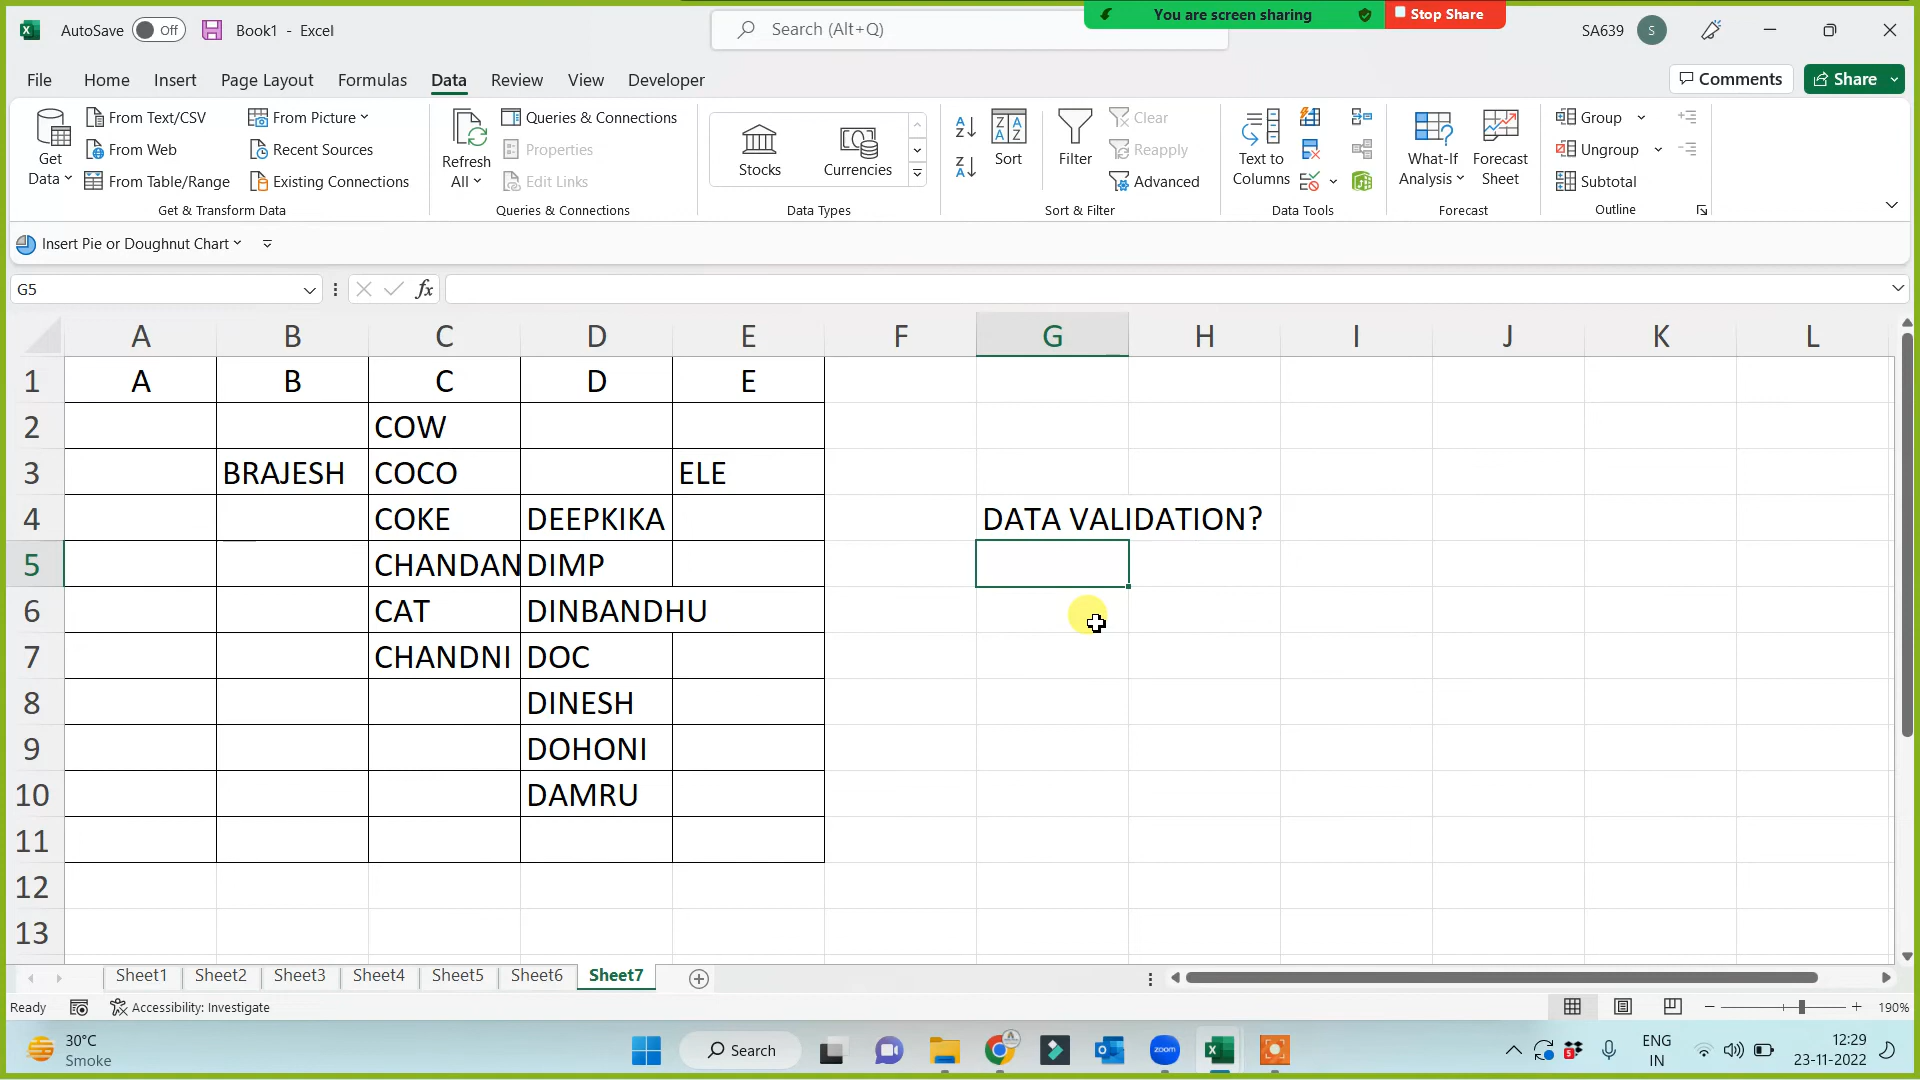 You are screen sharing
Stop Share
AutoSave Off Book1 - Excel Search (Alt+Q) SA639 S
File Home Insert Page Layout Formulas Data Review View Developer Comments Share
Get Data
From Text/CSV
From Web
From Table/Range
From Picture
Recent Sources
Existing Connections
Get & Transform Data
Refresh All
Queries & Connections
Properties
Edit Links
Queries & Connections
Stocks
Currencies
Data Types
Sort
Filter
Clear
Reapply
Advanced
Sort & Filter
Text to Columns
Data Tools
What-If Analysis
Forecast Sheet
Forecast
Group
Ungroup
Subtotal
Outline
Insert Pie or Doughnut Chart
G5 fx
A B C D E F G H I J K L
1 A B C D E
2 COW
3 BRAJESH COCO ELE
4 COKE DEEPKIKA DATA VALIDATION?
5 CHANDAN DIMP
6 CAT DINBANDHU
7 CHANDNI DOC
8 DINESH
9 DOHONI
10 DAMRU
11
12
13
Sheet1 Sheet2 Sheet3 Sheet4 Sheet5 Sheet6 Sheet7
Ready Accessibility: Investigate 190%
30°C
Smoke
Search
zoom
ENG
IN
12:29
23-11-2022